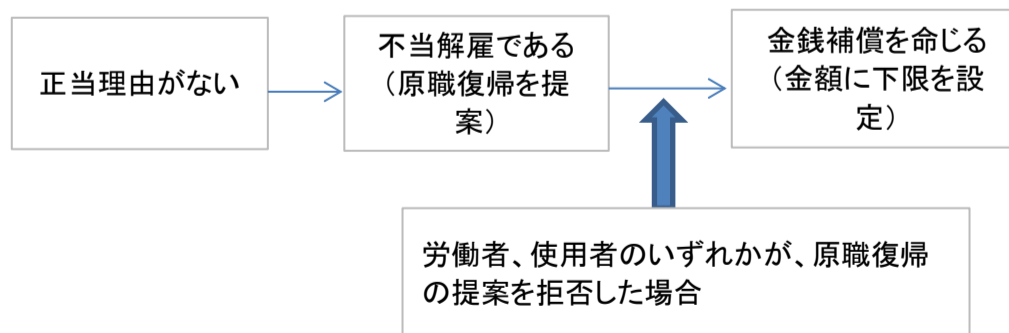 正当理由がない
不当解雇である
（原職復帰を提
案）
金銭補償を命じる
（金額に下限を設
定）
労働者、使用者のいずれかが、原職復帰
の提案を拒否した場合